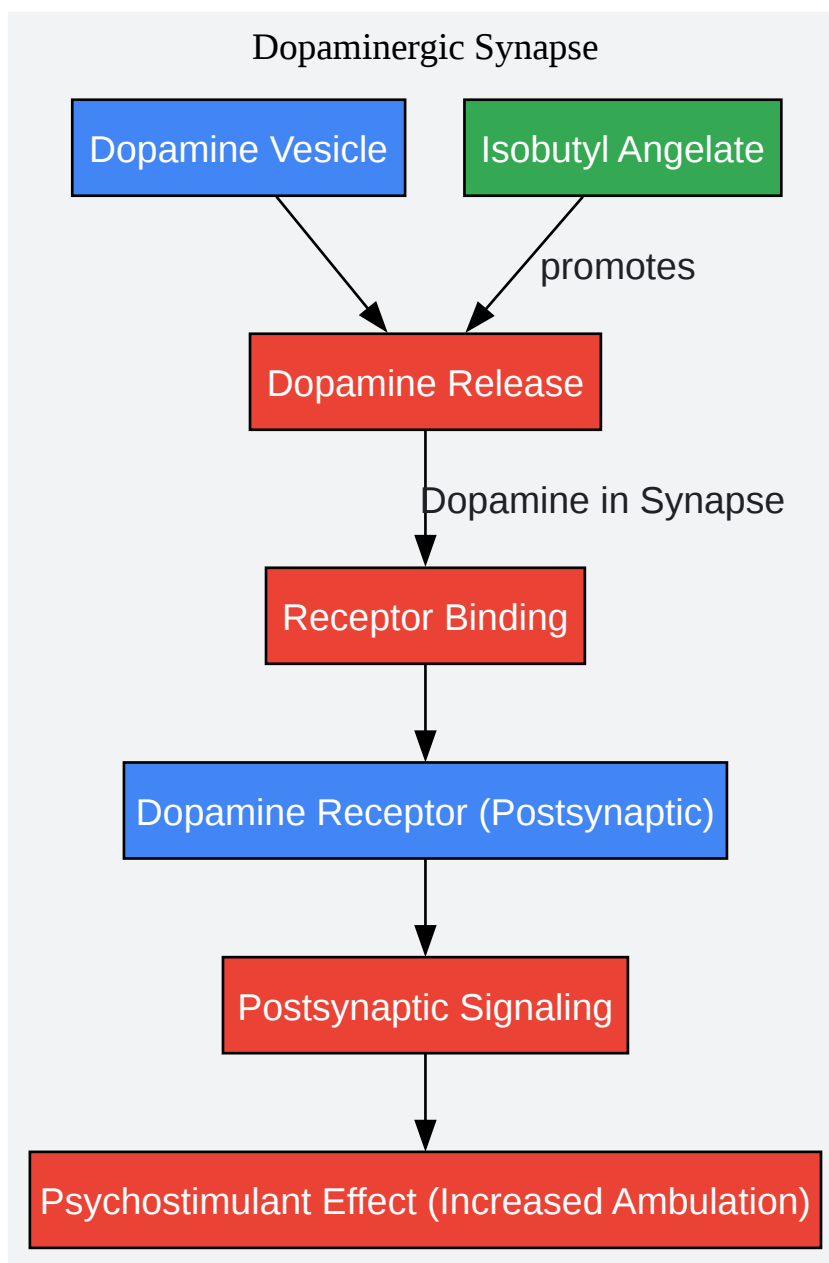 Dopaminergic Synapse
Dopamine Vesicle
Isobutyl Angelate
promotes
Dopamine Release
Dopamine in Synapse
Receptor Binding
Dopamine Receptor (Postsynaptic)
Postsynaptic Signaling
Psychostimulant Effect (Increased Ambulation)